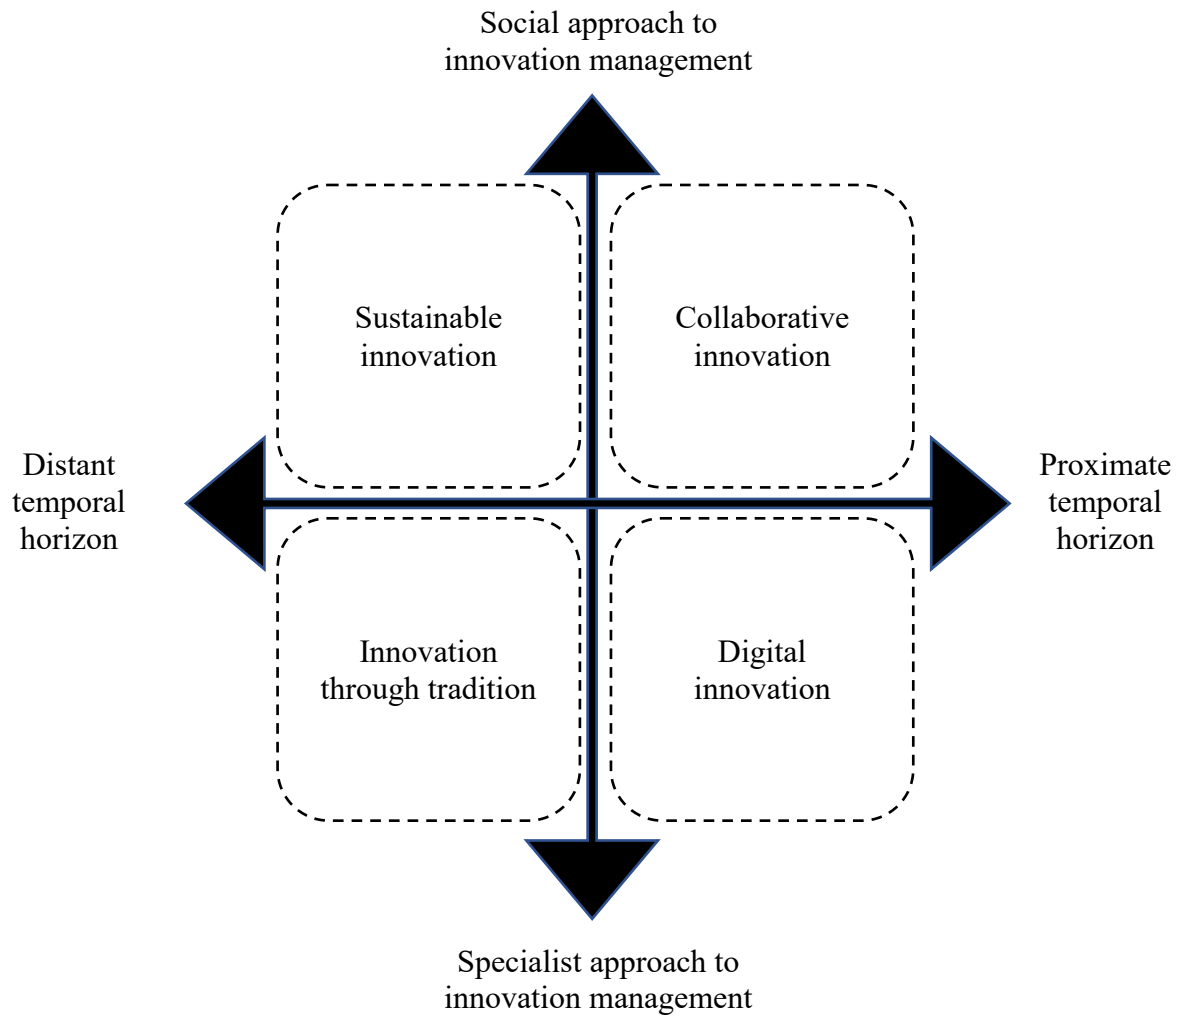 Social approach to
innovation management
Sustainable
innovation
Collaborative
innovation
Distant
temporal
horizon
Proximate
temporal
horizon
Innovation
through tradition
Digital
innovation
Specialist approach to
innovation management